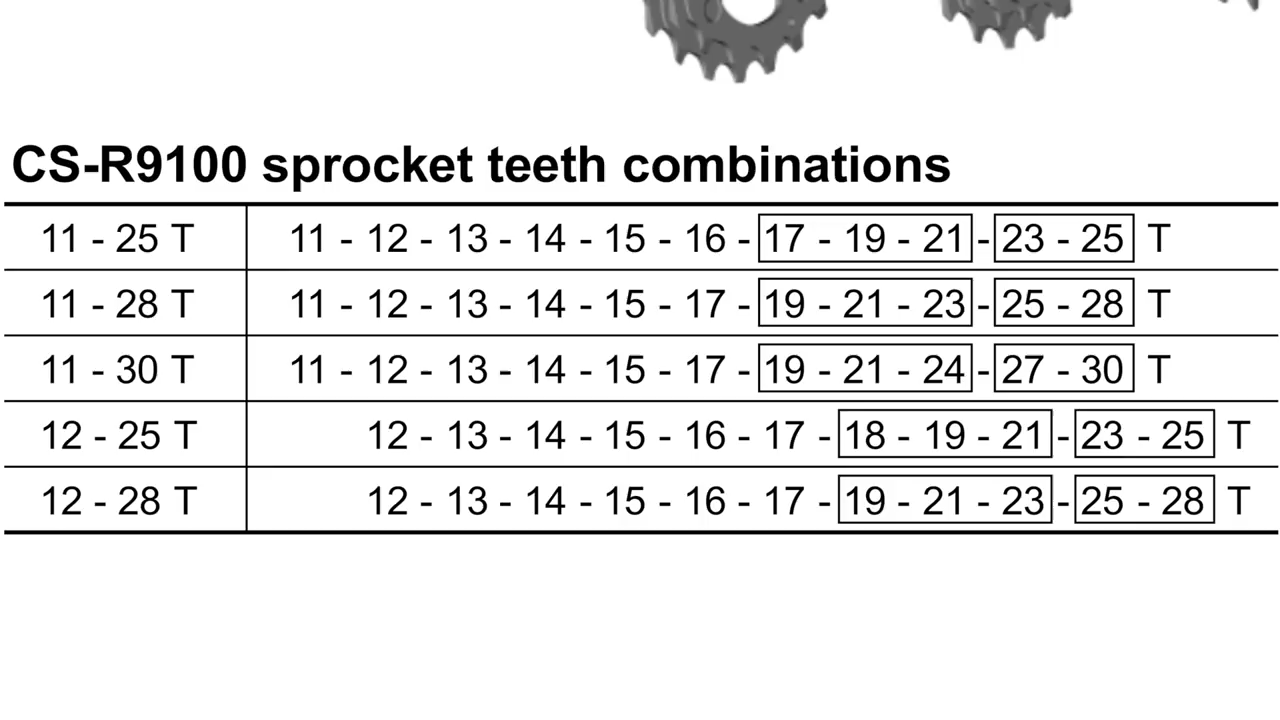 CS-R9100 sprocket teeth combinations
11 - 25 T 11 - 12 - 13 - 14 - 15 - 16 - 17 - 19 - 21 - 23 - 25 T
11 - 28 T 11 - 12 - 13 - 14 - 15 - 17 - 19 - 21 - 23 - 25 - 28 T
11 - 30 T 11 - 12 - 13 - 14 - 15 - 17 - 19 - 21 - 24 - 27 - 30 T
12 - 25 T 12 - 13 - 14 - 15 - 16 - 17 - 18 - 19 - 21 - 23 - 25 T
12 - 28 T 12 - 13 - 14 - 15 - 16 - 17 - 19 - 21 - 23 - 25 - 28 T